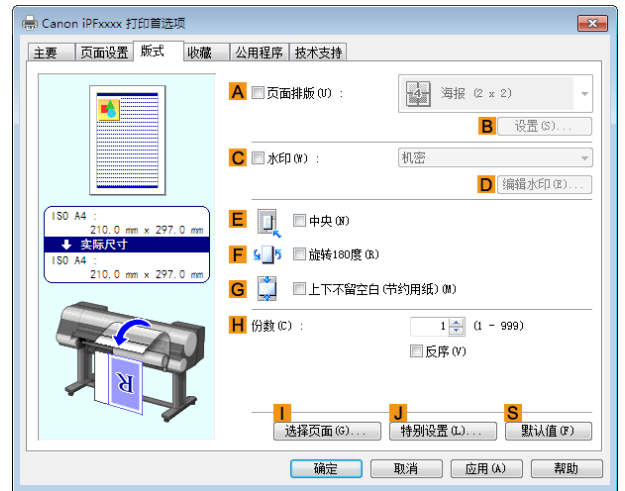 Canon iPFxxxx 打印首选项
主要 页面设置 版式 收藏 公用程序 技术支持
A 页面排版(U) : 4 海报 (2 x 2)
B 设置(S)...
C 水印(W) : 机密
D 编辑水印(E)...
ISO A4 :
210.0 mm x 297.0 mm
实际尺寸
ISO A4 :
210.0 mm x 297.0 mm
E 中央(N)
F 旋转180度(R)
G 上下不留空白(节约用纸)(M)
H 份数(C) : 1 (1 - 999)
反序(V)
R
I J S
选择页面(G)... 特别设置(L)... 默认值(F)
确定 取消 应用(A) 帮助